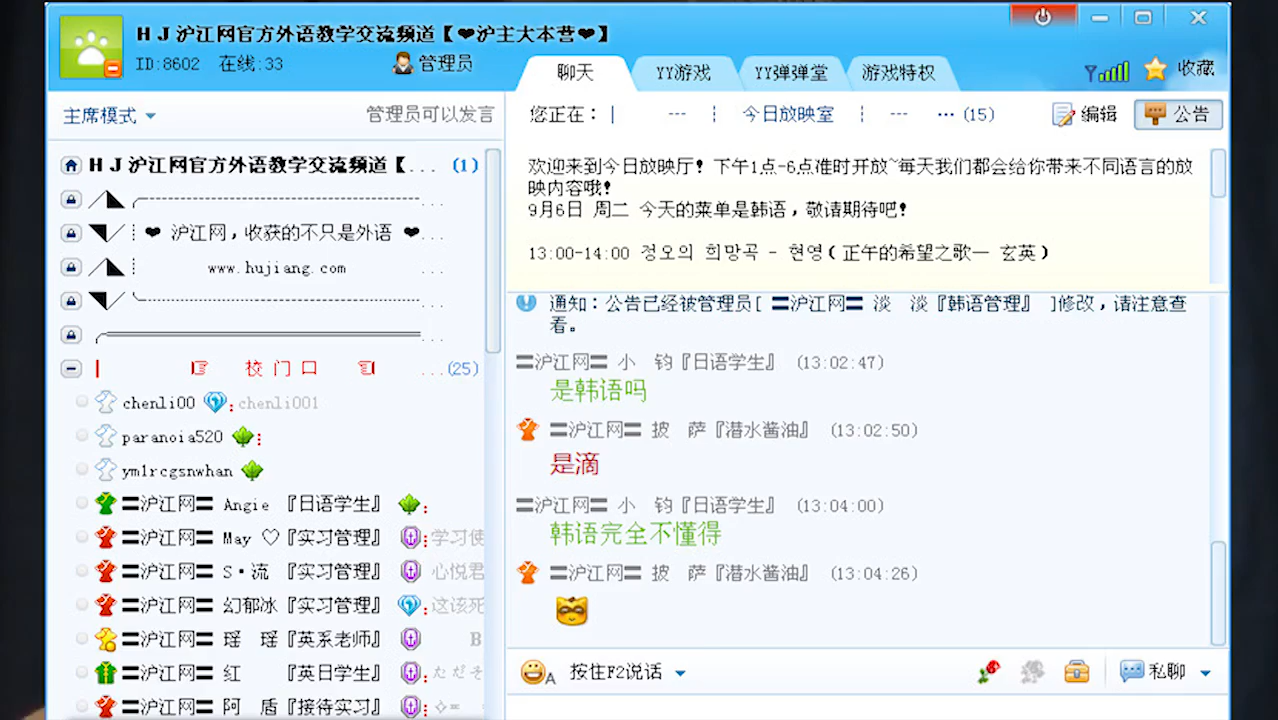 H J 沪江网官方外语教学交流频道【❤沪主大本营❤】
ID:8602 在线:33 管理员
聊天 YY游戏 YY弹弹堂 游戏特权 收藏
主席模式 管理员可以发言
您正在：| --- ┆ 今日放映室 ┆ --- ... (15) 编辑 公告
H J 沪江网官方外语教学交流频道【... (1)
❤ 沪江网，收获的不只是外语 ❤...
www.hujiang.com ...
☞ 校 门 口 ☜ ...(25)
chenli00 : chenli001
paranoia520 :
ym1rcgsnwhan
〓沪江网〓 Angie 『日语学生』 :
〓沪江网〓 May ♡『实习管理』 :学习使
〓沪江网〓 S·流 『实习管理』 心悦君
〓沪江网〓 幻郁冰『实习管理』 :这该死
〓沪江网〓 瑶 瑶『英系老师』 B
〓沪江网〓 红 『英日学生』 :ただそ
〓沪江网〓 阿 盾『接待实习』 :✧=
欢迎来到今日放映厅！下午1点-6点准时开放~每天我们都会给你带来不同语言的放
映内容哦！
9月6日 周二 今天的菜单是韩语，敬请期待吧！
13:00-14:00 정오의 희망곡 - 현영(正午的希望之歌— 玄英)
通知：公告已经被管理员[ 〓沪江网〓 淡 淡『韩语管理』 ]修改，请注意查
看。
〓沪江网〓 小 钧『日语学生』 (13:02:47)
是韩语吗
〓沪江网〓 披 萨『潜水酱油』 (13:02:50)
是滴
〓沪江网〓 小 钧『日语学生』 (13:04:00)
韩语完全不懂得
〓沪江网〓 披 萨『潜水酱油』 (13:04:26)
按住F2说话 私聊